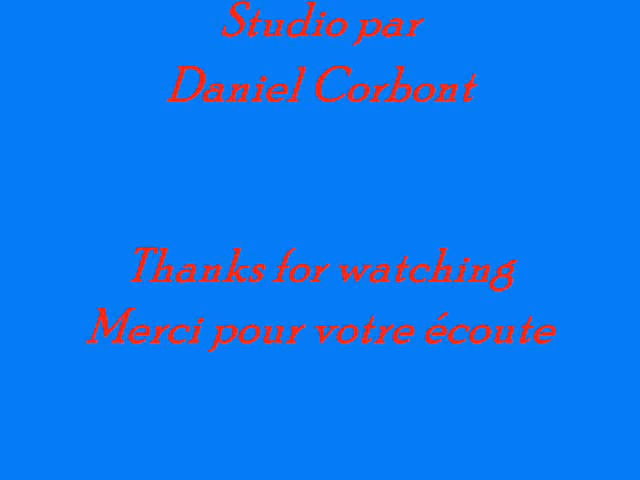 Studio par
Daniel Corbont
Thanks for watching
Merci pour votre écoute